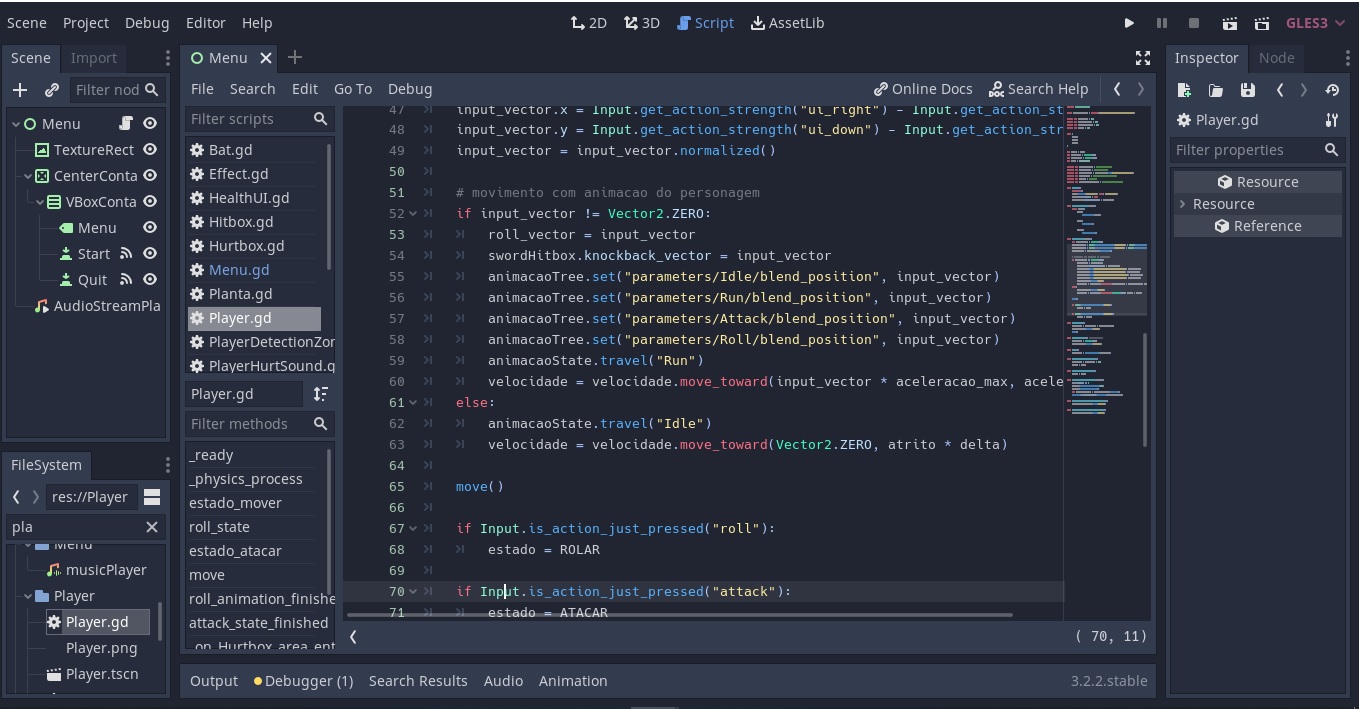 Scene Project Debug Editor Help
2D 3D Script AssetLib
GLES3
Scene Import
Filter nod
Menu
TextureRect
CenterConta
VBoxConta
Menu
Start
Quit
AudioStreamPla
FileSystem
res://Player
pla
Menu
musicPlayer
Player
Player.gd
Player.png
Player.tscn
Menu
File Search Edit Go To Debug
Online Docs Search Help
Filter scripts
Bat.gd
Effect.gd
HealthUI.gd
Hitbox.gd
Hurtbox.gd
Menu.gd
Planta.gd
Player.gd
PlayerDetectionZor
PlayerHurtSound.g
Player.gd
Filter methods
_ready
_physics_process
estado_mover
roll_state
estado_atacar
move
roll_animation_finishe
attack_state_finished
_on_Hurtbox_area_ent
47 input_vector.x = Input.get_action_strength("ui_right") - Input.get_action_st
48 input_vector.y = Input.get_action_strength("ui_down") - Input.get_action_str
49 input_vector = input_vector.normalized()
50
51 # movimento com animacao do personagem
52 if input_vector != Vector2.ZERO:
53 roll_vector = input_vector
54 swordHitbox.knockback_vector = input_vector
55 animacaoTree.set("parameters/Idle/blend_position", input_vector)
56 animacaoTree.set("parameters/Run/blend_position", input_vector)
57 animacaoTree.set("parameters/Attack/blend_position", input_vector)
58 animacaoTree.set("parameters/Roll/blend_position", input_vector)
59 animacaoState.travel("Run")
60 velocidade = velocidade.move_toward(input_vector * aceleracao_max, acele
61 else:
62 animacaoState.travel("Idle")
63 velocidade = velocidade.move_toward(Vector2.ZERO, atrito * delta)
64
65 move()
66
67 if Input.is_action_just_pressed("roll"):
68 estado = ROLAR
69
70 if Input.is_action_just_pressed("attack"):
71 estado = ATACAR
( 70, 11)
Output Debugger (1) Search Results Audio Animation
3.2.2.stable
Inspector Node
Player.gd
Filter properties
Resource
Resource
Reference